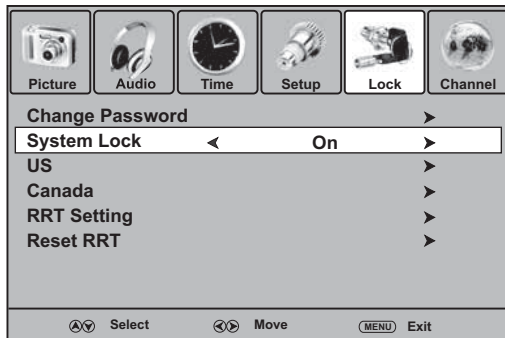 Picture Audio Time Setup Lock Channel
Change Password
System Lock On
US
Canada
RRT Setting
Reset RRT
Select Move MENU Exit